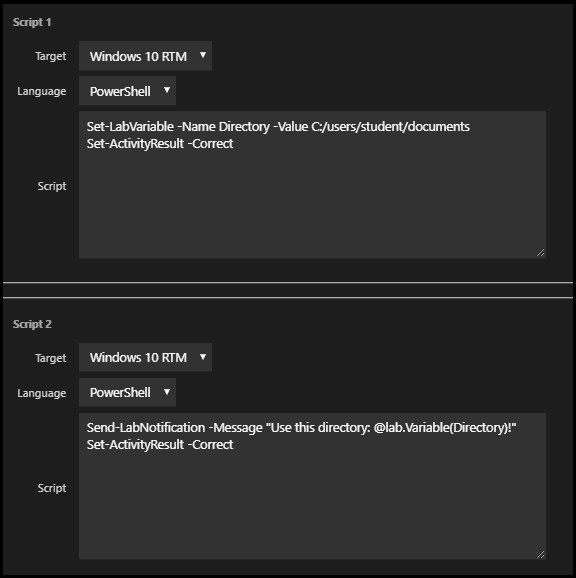 Script 1
Target Windows 10 RTM
Language PowerShell
Set-LabVariable -Name Directory -Value C:/users/student/documents
Set-ActivityResult -Correct
Script
Script 2
Target Windows 10 RTM
Language PowerShell
Send-LabNotification -Message "Use this directory: @lab.Variable(Directory)!"
Set-ActivityResult -Correct
Script